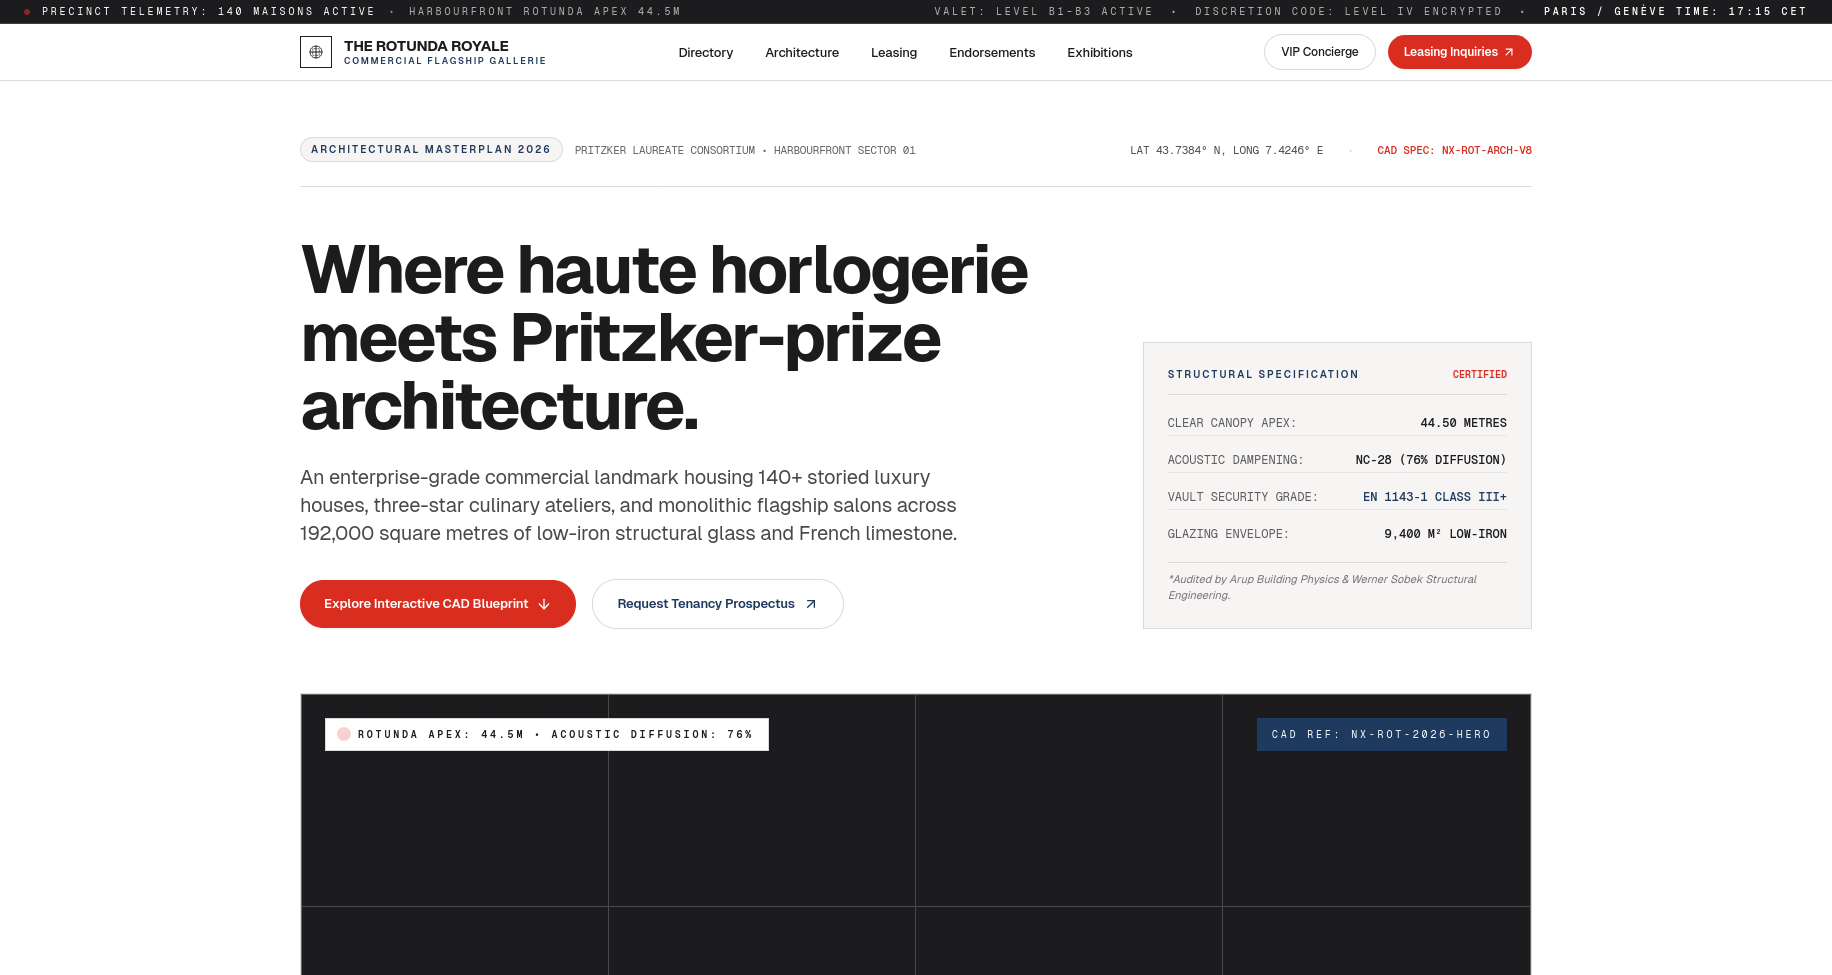 PRECINCT TELEMETRY: 140 MAISONS ACTIVE • HARBOURFRONT ROTUNDA APEX 44.5M
VALET: LEVEL B1–B3 ACTIVE • DISCRETION CODE: LEVEL IV ENCRYPTED • PARIS / GENÈVE TIME: 17:15 CET
THE ROTUNDA ROYALE
COMMERCIAL FLAGSHIP GALLERIE
Directory
Architecture
Leasing
Endorsements
Exhibitions
VIP Concierge
Leasing Inquiries ↗
ARCHITECTURAL MASTERPLAN 2026
PRITZKER LAUREATE CONSORTIUM • HARBOURFRONT SECTOR 01
LAT 43.7384° N, LONG 7.4246° E • CAD SPEC: NX-ROT-ARCH-V8
Where haute horlogerie
meets Pritzker-prize
architecture.
An enterprise-grade commercial landmark housing 140+ storied luxury
houses, three-star culinary ateliers, and monolithic flagship salons across
192,000 square metres of low-iron structural glass and French limestone.
Explore Interactive CAD Blueprint ↓
Request Tenancy Prospectus ↗
STRUCTURAL SPECIFICATION CERTIFIED
CLEAR CANOPY APEX: 44.50 METRES
ACOUSTIC DAMPENING: NC-28 (76% DIFFUSION)
VAULT SECURITY GRADE: EN 1143-1 CLASS III+
GLAZING ENVELOPE: 9,400 M² LOW-IRON
*Audited by Arup Building Physics & Werner Sobek Structural
Engineering.
ROTUNDA APEX: 44.5M • ACOUSTIC DIFFUSION: 76%
CAD REF: NX-ROT-2026-HERO